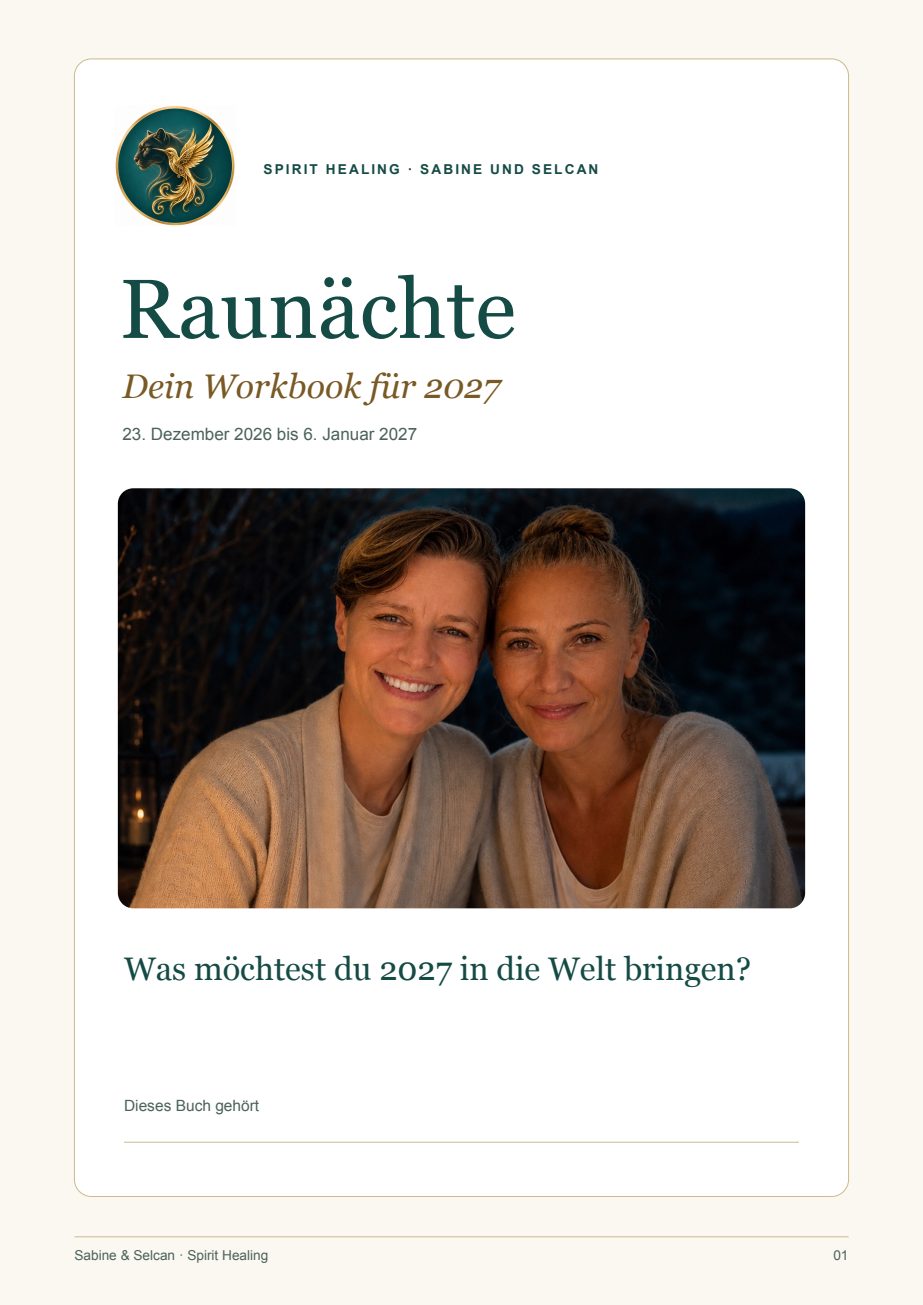 SPIRIT HEALING · SABINE UND SELCAN
Raunächte
Dein Workbook für 2027
23. Dezember 2026 bis 6. Januar 2027
Was möchtest du 2027 in die Welt bringen?
Dieses Buch gehört
Sabine & Selcan · Spirit Healing
01